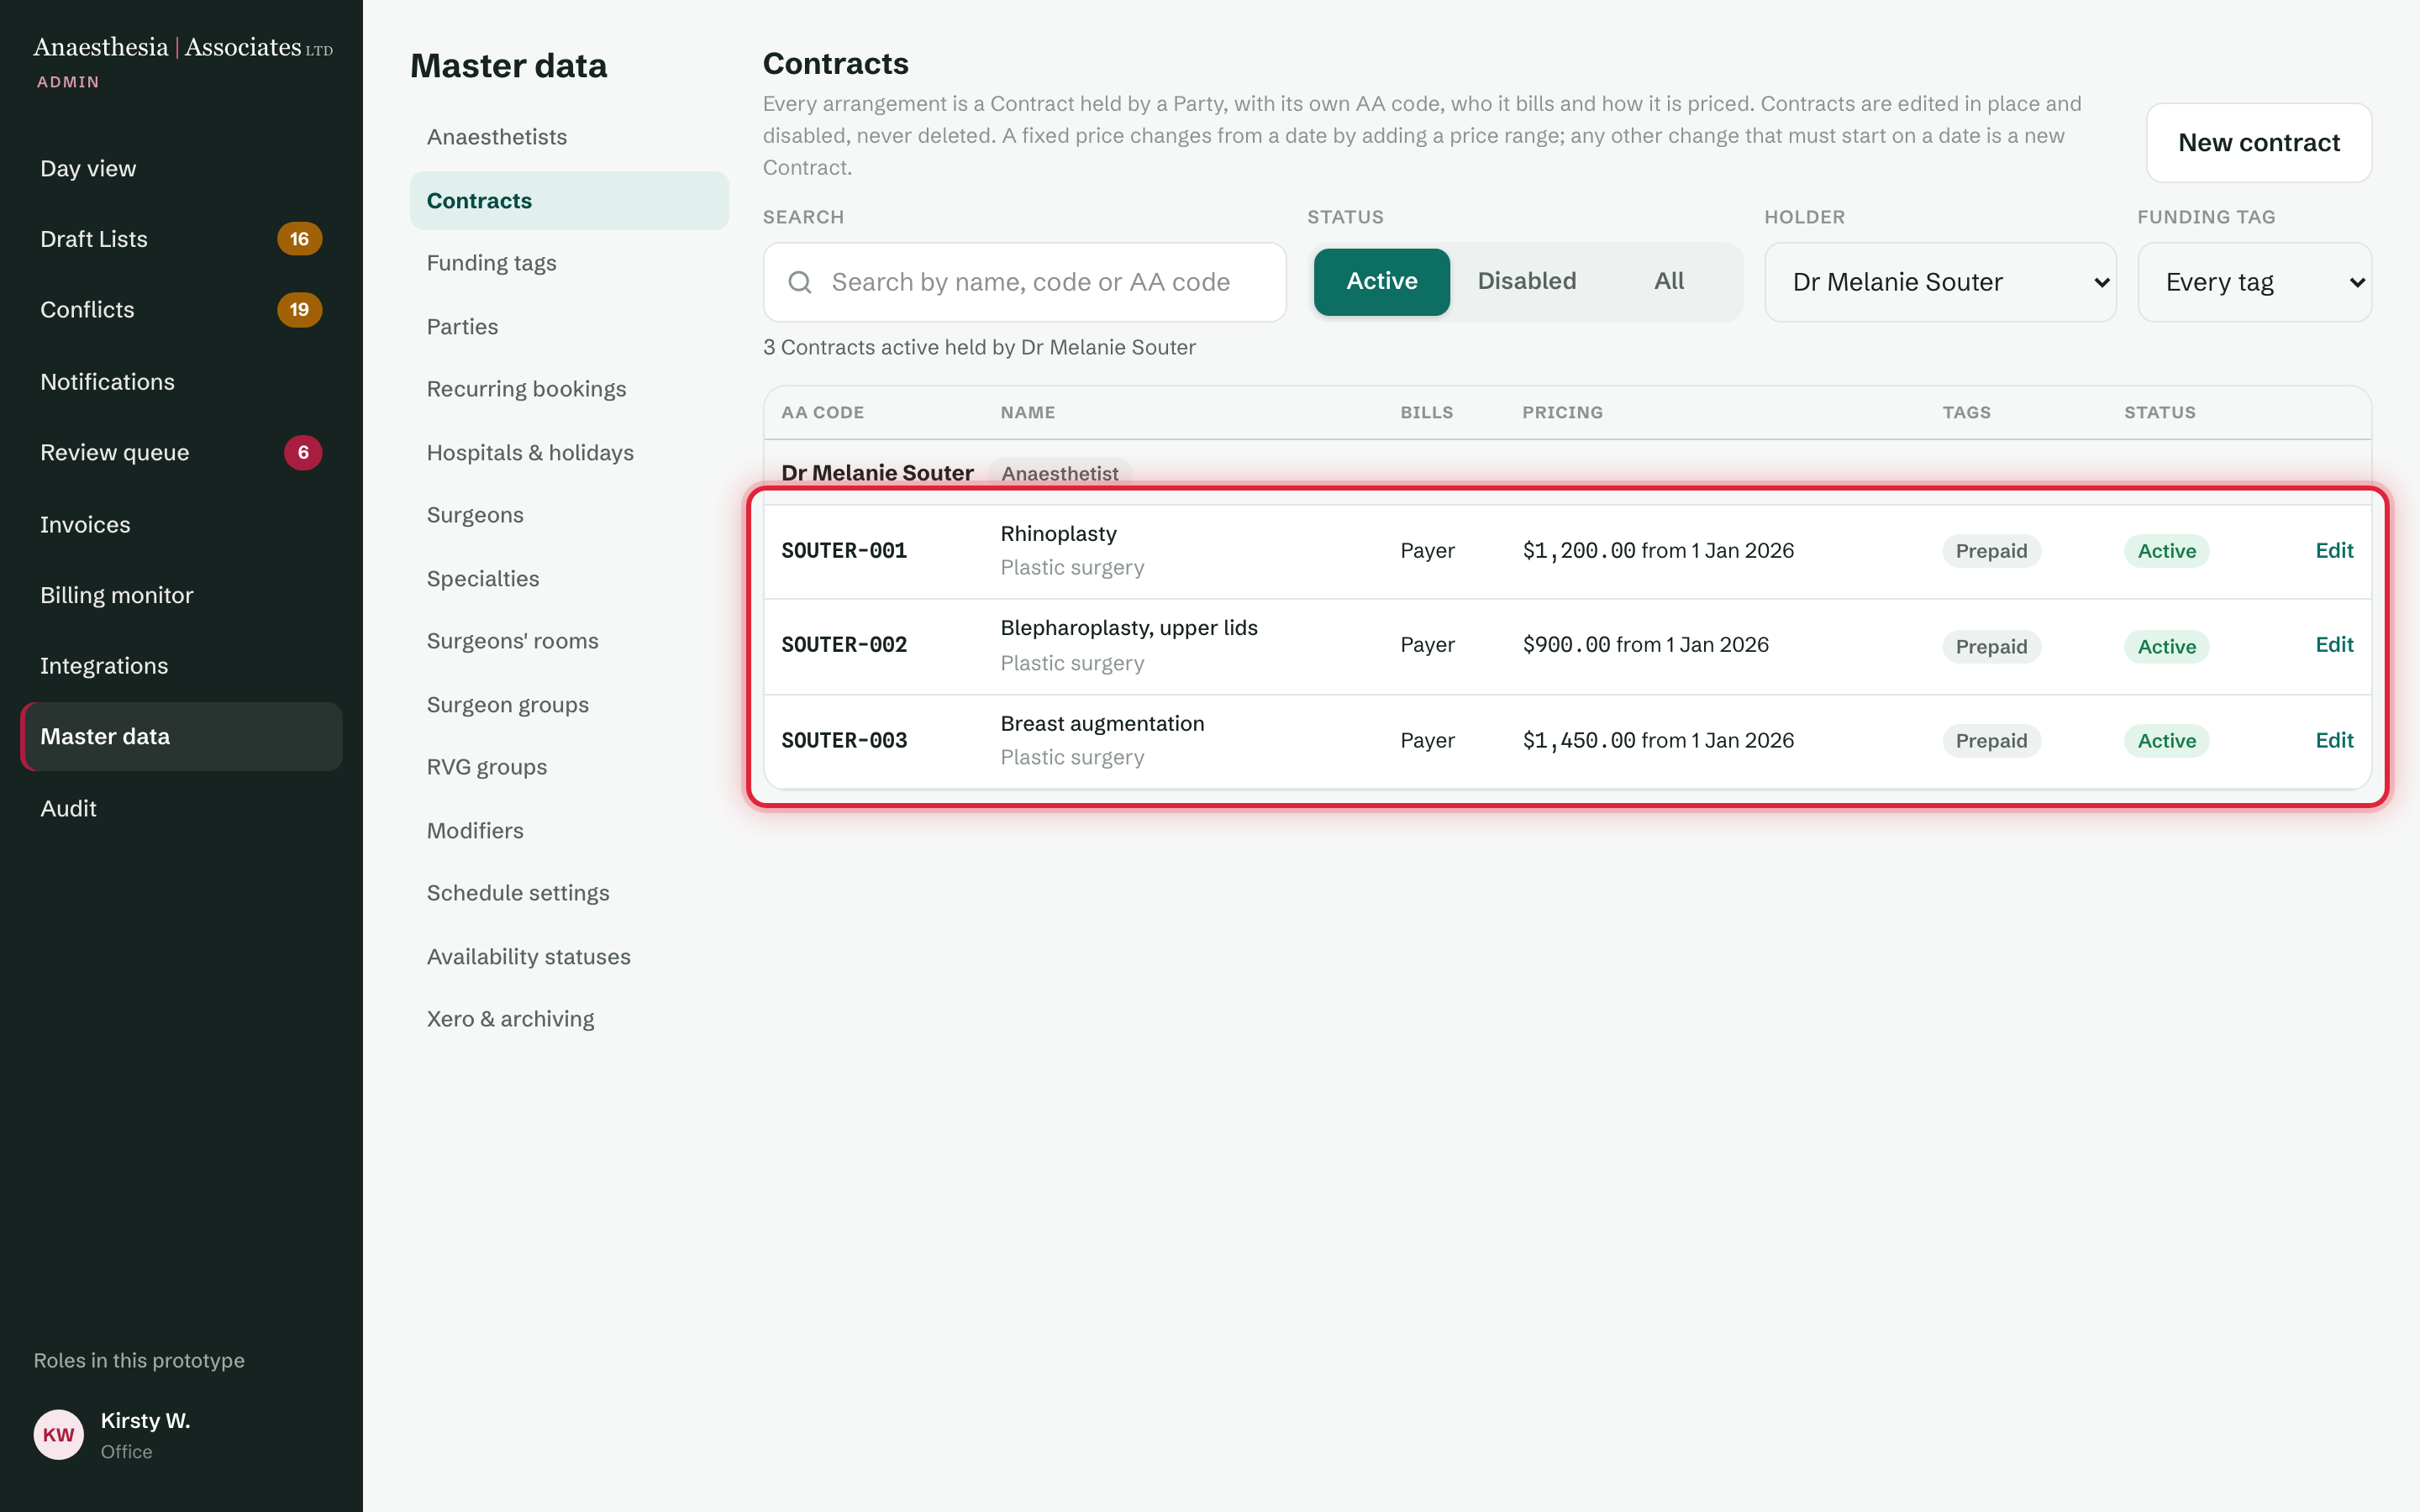 Anaesthesia | Associates LTD
ADMIN
Day view
Draft Lists 16
Conflicts 19
Notifications
Review queue 6
Invoices
Billing monitor
Integrations
Master data
Audit
Roles in this prototype
KW
Kirsty W.
Office
Master data
Anaesthetists
Contracts
Funding tags
Parties
Recurring bookings
Hospitals & holidays
Surgeons
Specialties
Surgeons' rooms
Surgeon groups
RVG groups
Modifiers
Schedule settings
Availability statuses
Xero & archiving
Contracts
Every arrangement is a Contract held by a Party, with its own AA code, who it bills and how it is priced. Contracts are edited in place and
disabled, never deleted. A fixed price changes from a date by adding a price range; any other change that must start on a date is a new
Contract.
New contract
SEARCH STATUS HOLDER FUNDING TAG
Search by name, code or AA code Active Disabled All Dr Melanie Souter Every tag
3 Contracts active held by Dr Melanie Souter
AA CODE NAME BILLS PRICING TAGS STATUS
Dr Melanie Souter Anaesthetist
SOUTER-001 Rhinoplasty Payer $1,200.00 from 1 Jan 2026 Prepaid Active Edit
Plastic surgery
SOUTER-002 Blepharoplasty, upper lids Payer $900.00 from 1 Jan 2026 Prepaid Active Edit
Plastic surgery
SOUTER-003 Breast augmentation Payer $1,450.00 from 1 Jan 2026 Prepaid Active Edit
Plastic surgery